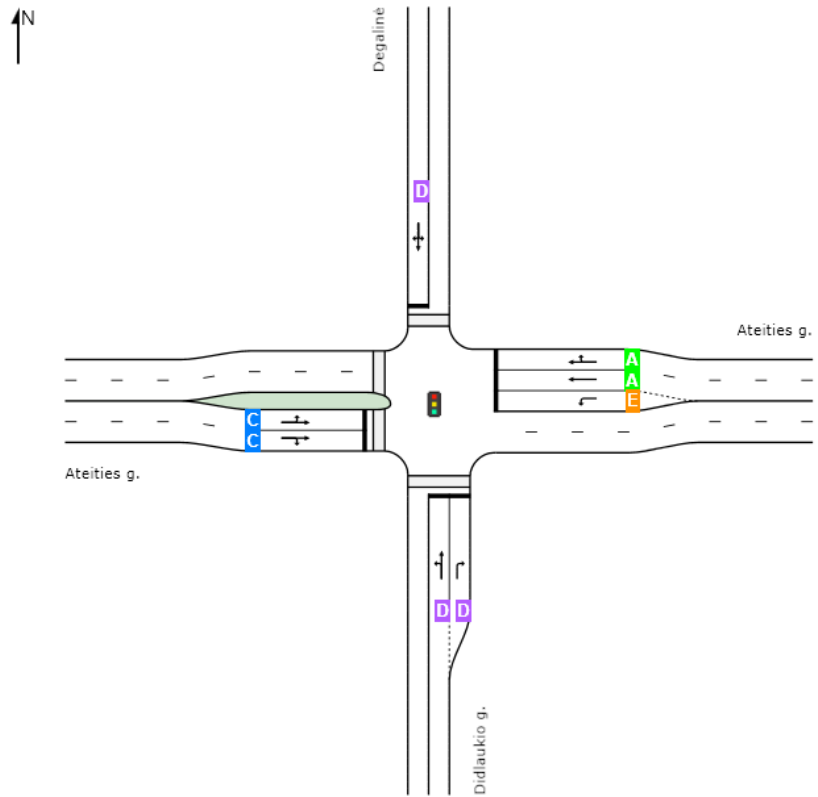 N
Degalinė
D
Ateities g.
A
A
E
C
C
Ateities g.
D D
Didlaukio g.